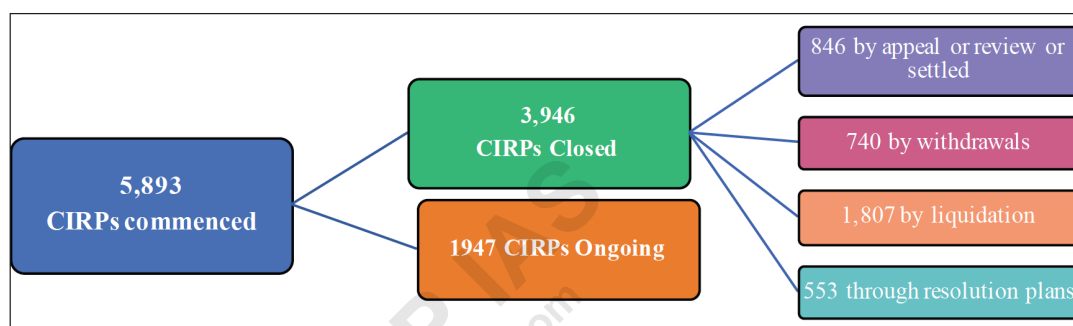 5,893
CIRPs commenced
3,946
CIRPs Closed
1947 CIRPs Ongoing
846 by appeal or review or
settled
740 by withdrawals
1,807 by liquidation
553 through resolution plans